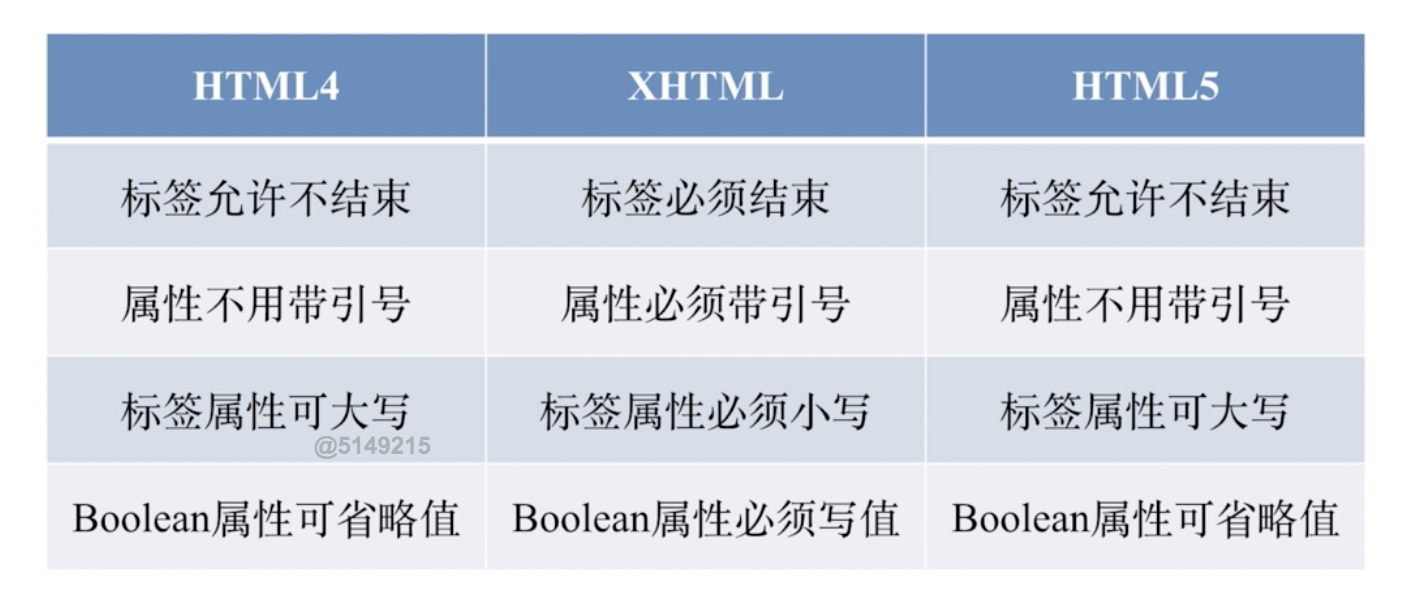 HTML4 XHTML HTML5
标签允许不结束 标签必须结束 标签允许不结束
属性不用带引号 属性必须带引号 属性不用带引号
标签属性可大写 标签属性必须小写 标签属性可大写
@5149215
Boolean属性可省略值 Boolean属性必须写值 Boolean属性可省略值